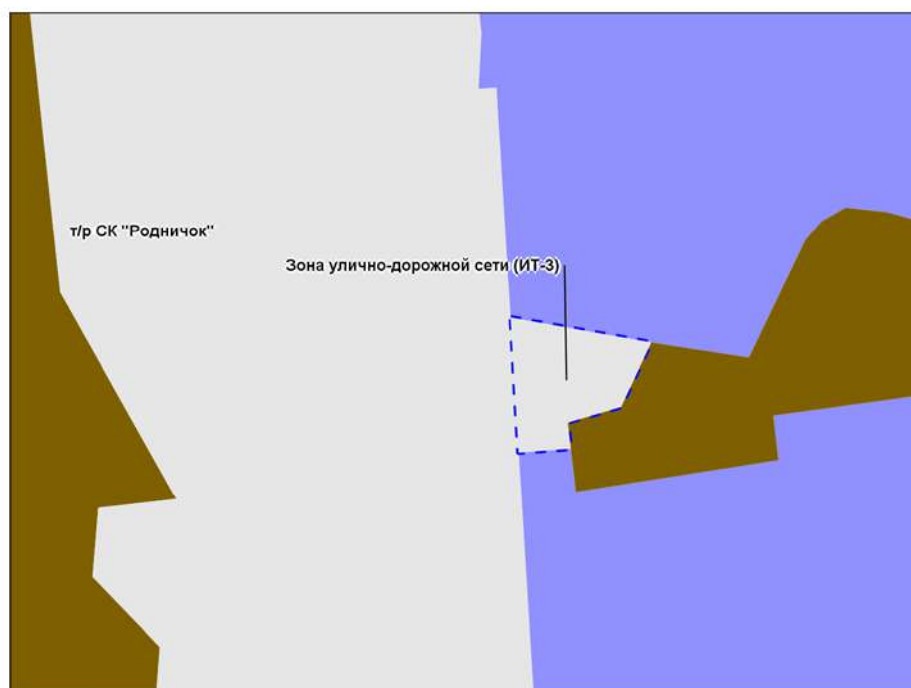 т/р СК "Родничок"
Зона улично-дорожной сети (ИТ-3)